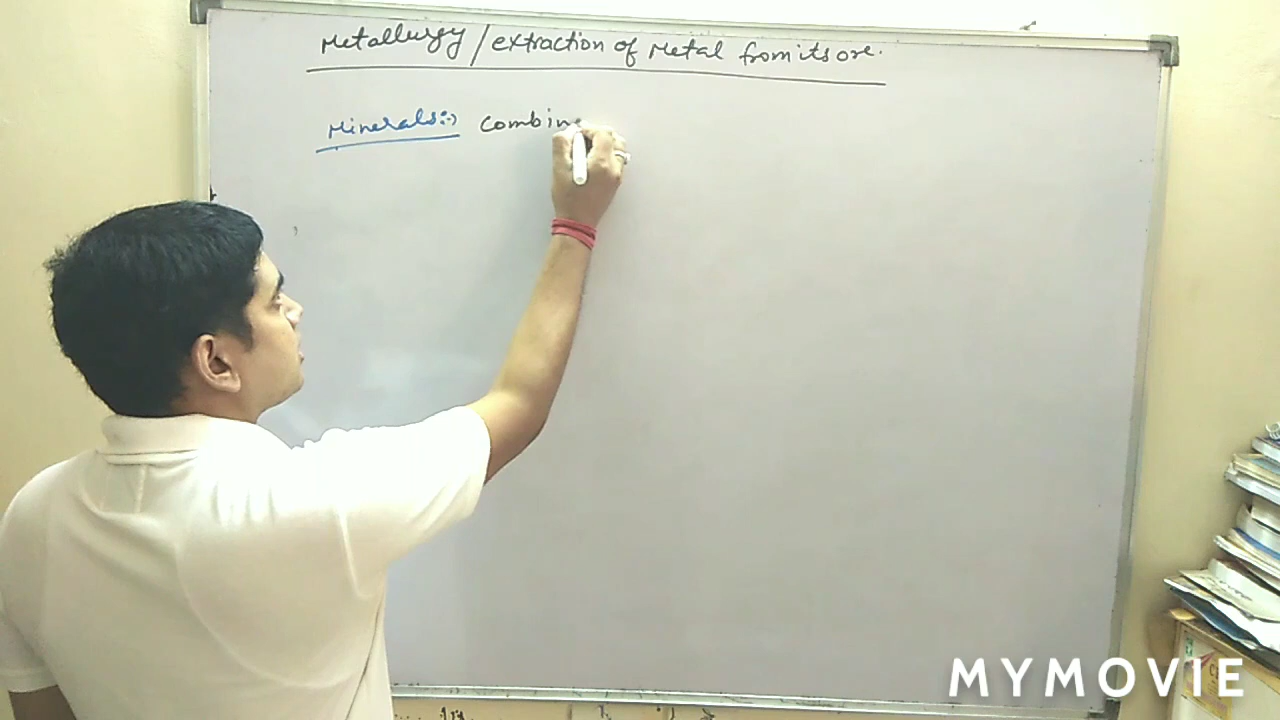 Metallurgy / extraction of Metal from its ore.
Minerals:-) Combin
MYMOVIE